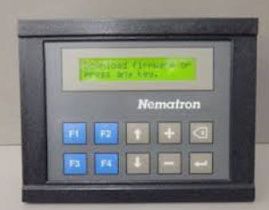 Download firmware or
press any key.
Nematron
F1 F2
F3 F4